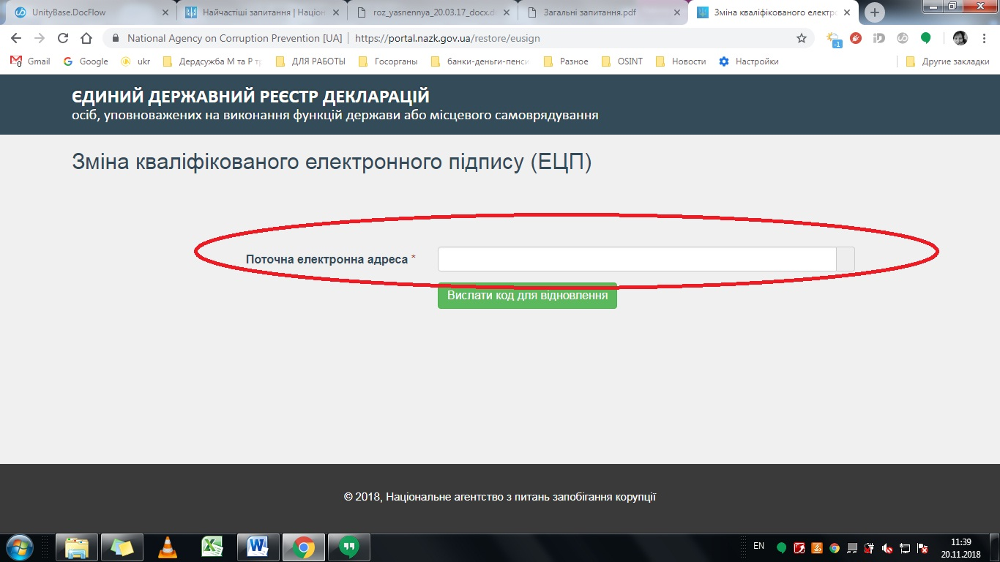 UnityBase.DocFlow
Найчастіші запитання | Націон
roz_yasnennya_20.03.17_docx.d
Загальні запитання.pdf
Зміна кваліфікованого електро
National Agency on Corruption Prevention [UA] | https://portal.nazk.gov.ua/restore/eusign
-1
0
Gmail
Google
ukr
Дердсужба М та Р тр
ДЛЯ РАБОТЫ
Госорганы
банки-деньги-пенси
Разное
OSINT
Новости
Настройки
Другие закладки
ЄДИНИЙ ДЕРЖАВНИЙ РЕЄСТР ДЕКЛАРАЦІЙ
осіб, уповноважених на виконання функцій держави або місцевого самоврядування
Зміна кваліфікованого електронного підпису (ЕЦП)
Поточна електронна адреса *
Вислати код для відновлення
© 2018, Національне агентство з питань запобігання корупції
EN
11:39
20.11.2018